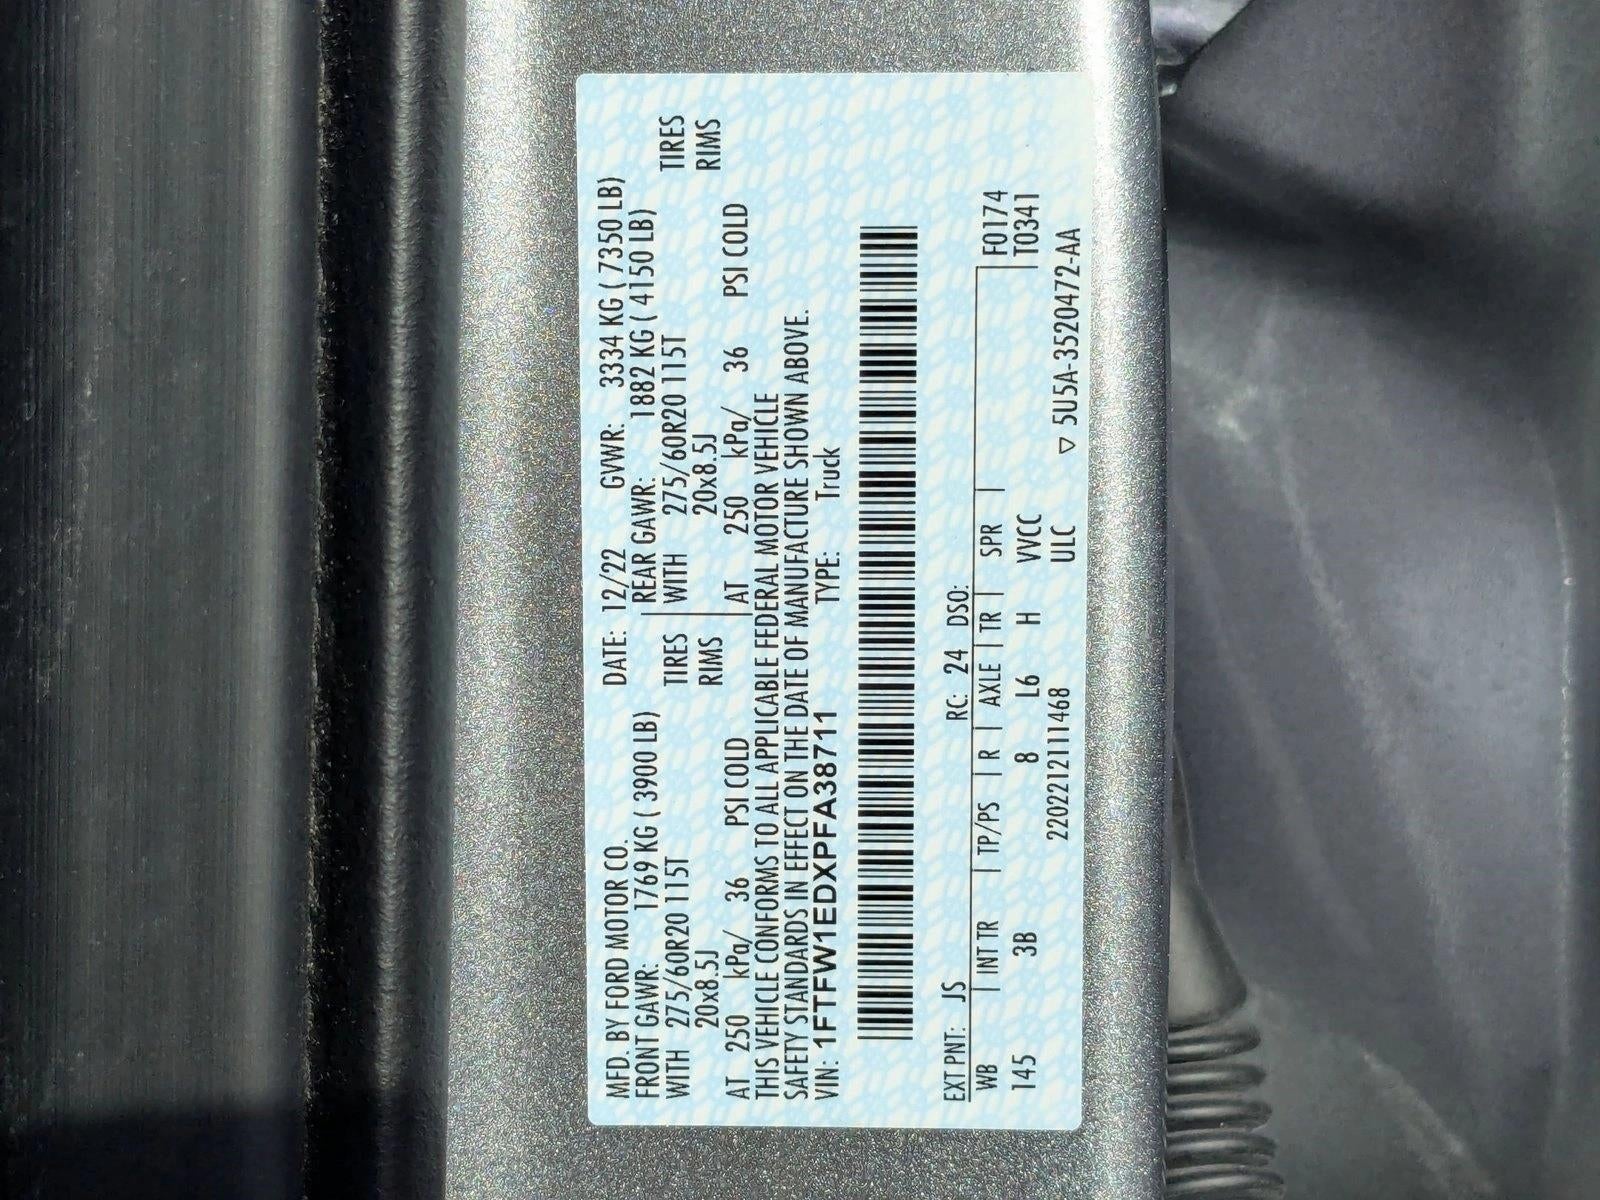 MFD. BY FORD MOTOR CO. DATE: 12/22 GVWR: 3334 KG ( 7350 LB)
FRONT GAWR: 1769 KG ( 3900 LB) REAR GAWR: 1882 KG ( 4150 LB)
WITH 275/60R20 115T TIRES WITH 275/60R20 115T TIRES
20x8.5J RIMS 20x8.5J RIMS
AT 250 kPa/ 36 PSI COLD AT 250 kPa/ 36 PSI COLD
THIS VEHICLE CONFORMS TO ALL APPLICABLE FEDERAL MOTOR VEHICLE
SAFETY STANDARDS IN EFFECT ON THE DATE OF MANUFACTURE SHOWN ABOVE.
VIN: 1FTFW1EDXPFA38711 TYPE: Truck
EXT PNT: JS RC: 24 DSO:
WB INT TR TP/PS R AXLE TR SPR F0174
145 3B 8 L6 H VVCC T0341
220221211468 ULC
▽ 5U5A-3520472-AA